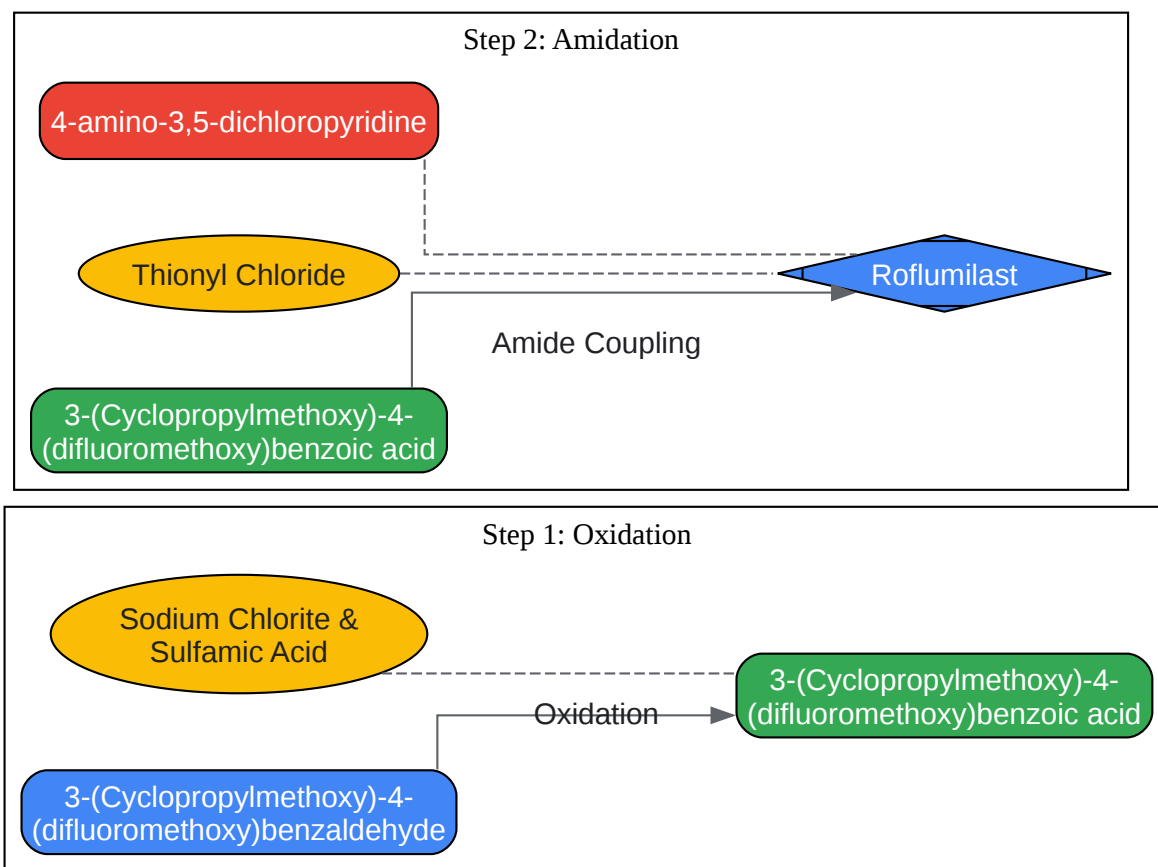 Step 2: Amidation
4-amino-3,5-dichloropyridine
Thionyl Chloride
Roflumilast
Amide Coupling
3-(Cyclopropylmethoxy)-4-
(difluoromethoxy)benzoic acid
Step 1: Oxidation
Sodium Chlorite &
Sulfamic Acid
3-(Cyclopropylmethoxy)-4-
(difluoromethoxy)benzoic acid
Oxidation
3-(Cyclopropylmethoxy)-4-
(difluoromethoxy)benzaldehyde